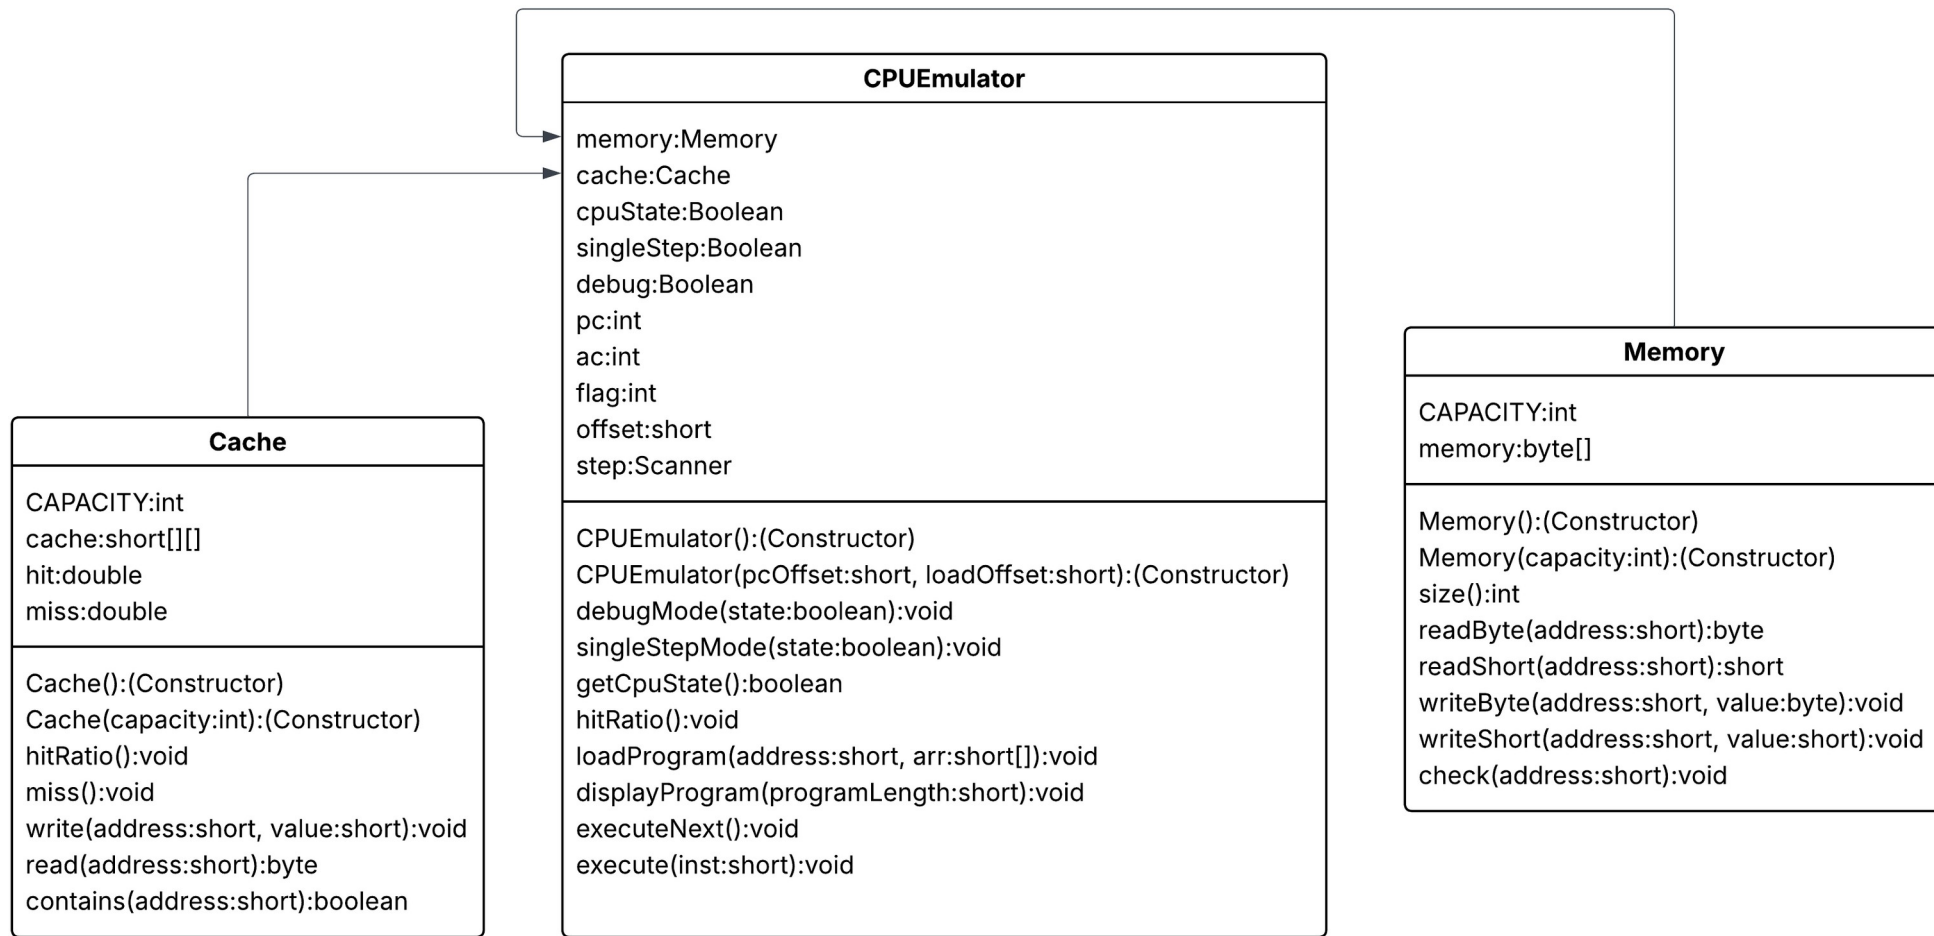 CPUEmulator
memory:Memory
cache:Cache
cpuState:Boolean
singleStep:Boolean
debug:Boolean
pc:int
ac:int
flag:int
offset:short
step:Scanner
CPUEmulator():(Constructor)
CPUEmulator(pcOffset:short, loadOffset:short):(Constructor)
debugMode(state:boolean):void
singleStepMode(state:boolean):void
getCpuState():boolean
hitRatio():void
loadProgram(address:short, arr:short[]):void
displayProgram(programLength:short):void
executeNext():void
execute(inst:short):void
Cache
CAPACITY:int
cache:short[][]
hit:double
miss:double
Cache():(Constructor)
Cache(capacity:int):(Constructor)
hitRatio():void
miss():void
write(address:short, value:short):void
read(address:short):byte
contains(address:short):boolean
Memory
CAPACITY:int
memory:byte[]
Memory():(Constructor)
Memory(capacity:int):(Constructor)
size():int
readByte(address:short):byte
readShort(address:short):short
writeByte(address:short, value:byte):void
writeShort(address:short, value:short):void
check(address:short):void